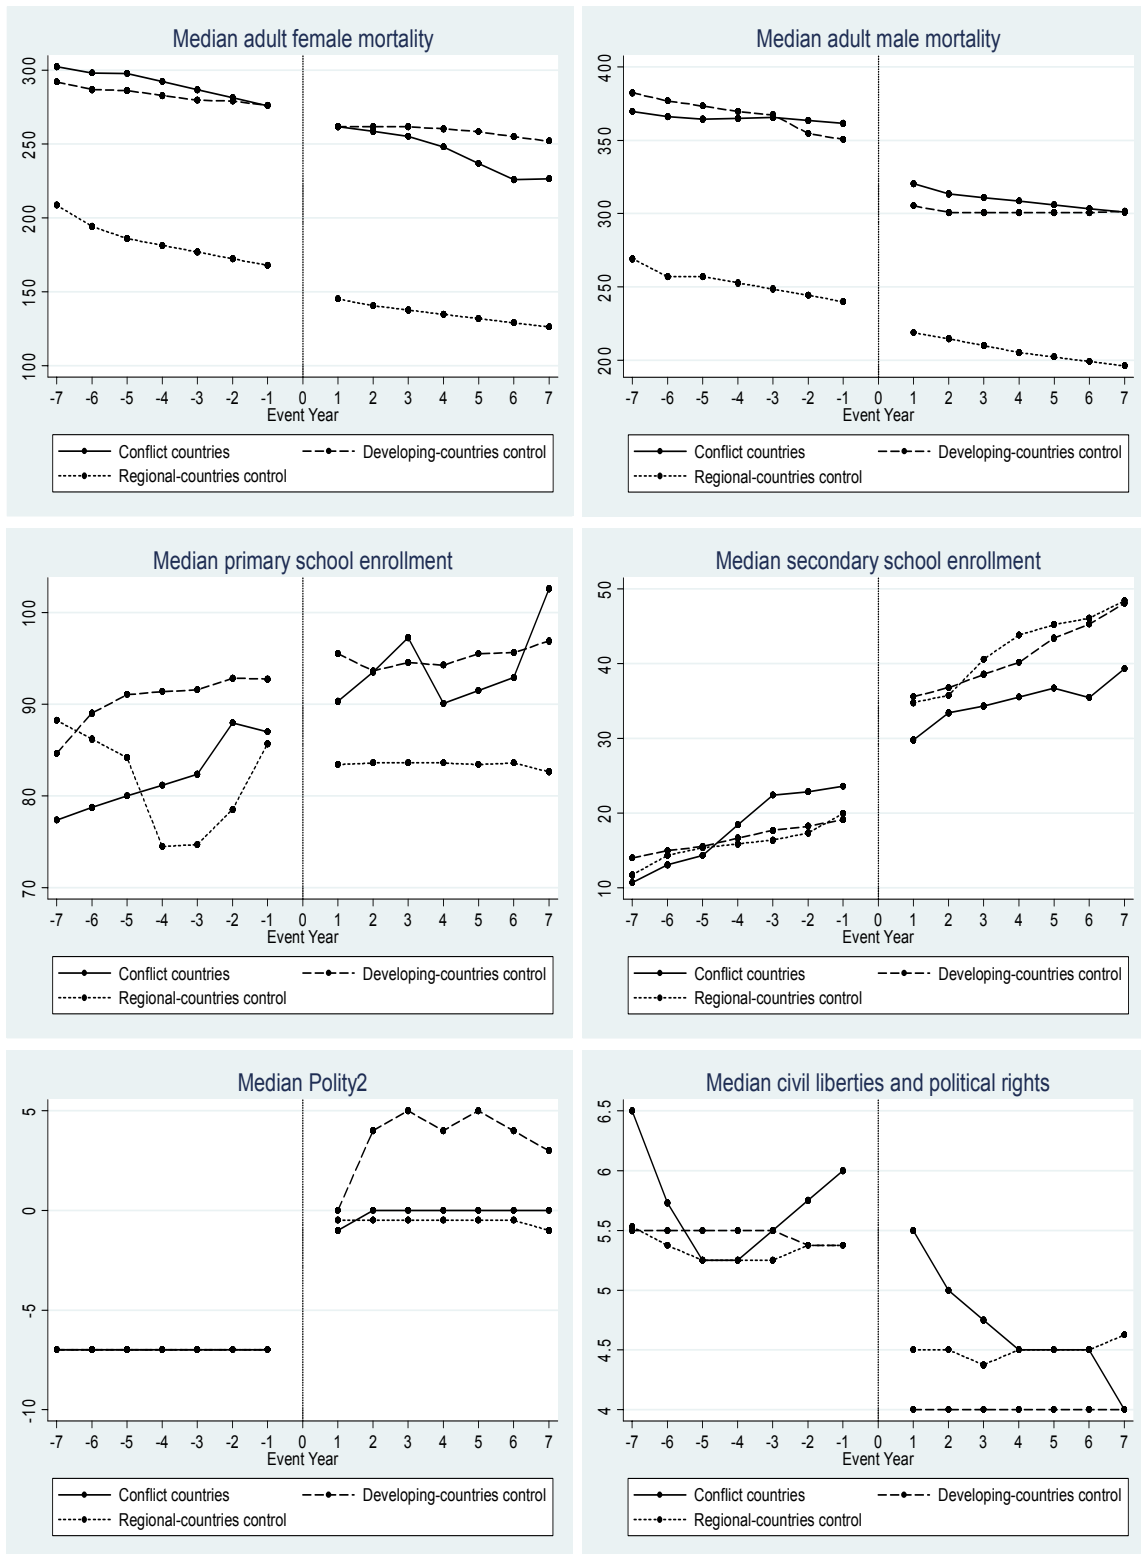 Median adult female mortality
300
250
200
150
100
-7 -6 -5 -4 -3 -2 -1 0 1 2 3 4 5 6 7
Event Year
Conflict countries Developing-countries control
Regional-countries control
Median adult male mortality
400
350
300
250
200
-7 -6 -5 -4 -3 -2 -1 0 1 2 3 4 5 6 7
Event Year
Conflict countries Developing-countries control
Regional-countries control
Median primary school enrollment
100
90
80
70
-7 -6 -5 -4 -3 -2 -1 0 1 2 3 4 5 6 7
Event Year
Conflict countries Developing-countries control
Regional-countries control
Median secondary school enrollment
50
40
30
20
10
-7 -6 -5 -4 -3 -2 -1 0 1 2 3 4 5 6 7
Event Year
Conflict countries Developing-countries control
Regional-countries control
Median Polity2
5
0
-5
-10
-7 -6 -5 -4 -3 -2 -1 0 1 2 3 4 5 6 7
Event Year
Conflict countries Developing-countries control
Regional-countries control
Median civil liberties and political rights
6.5
6
5.5
5
4.5
4
-7 -6 -5 -4 -3 -2 -1 0 1 2 3 4 5 6 7
Event Year
Conflict countries Developing-countries control
Regional-countries control